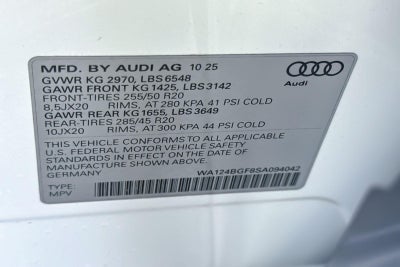 MFD. BY AUDI AG 10 25
GVWR KG 2970, LBS 6548
GAWR FRONT KG 1425, LBS 3142
FRONT-TIRES 255/50 R20
8,5JX20 RIMS, AT 280 KPA 41 PSI COLD
GAWR REAR KG 1655, LBS 3649
REAR-TIRES 285/45 R20
10JX20 RIMS, AT 300 KPA 44 PSI COLD
THIS VEHICLE CONFORMS TO ALL APPLICABLE
U.S. FEDERAL MOTOR VEHICLE SAFETY
STANDARDS IN EFFECT ON THE DATE OF
MANUFACTURE SHOWN ABOVE.
GERMANY
WA124BGF8SA094042
TYPE:
MPV
Audi